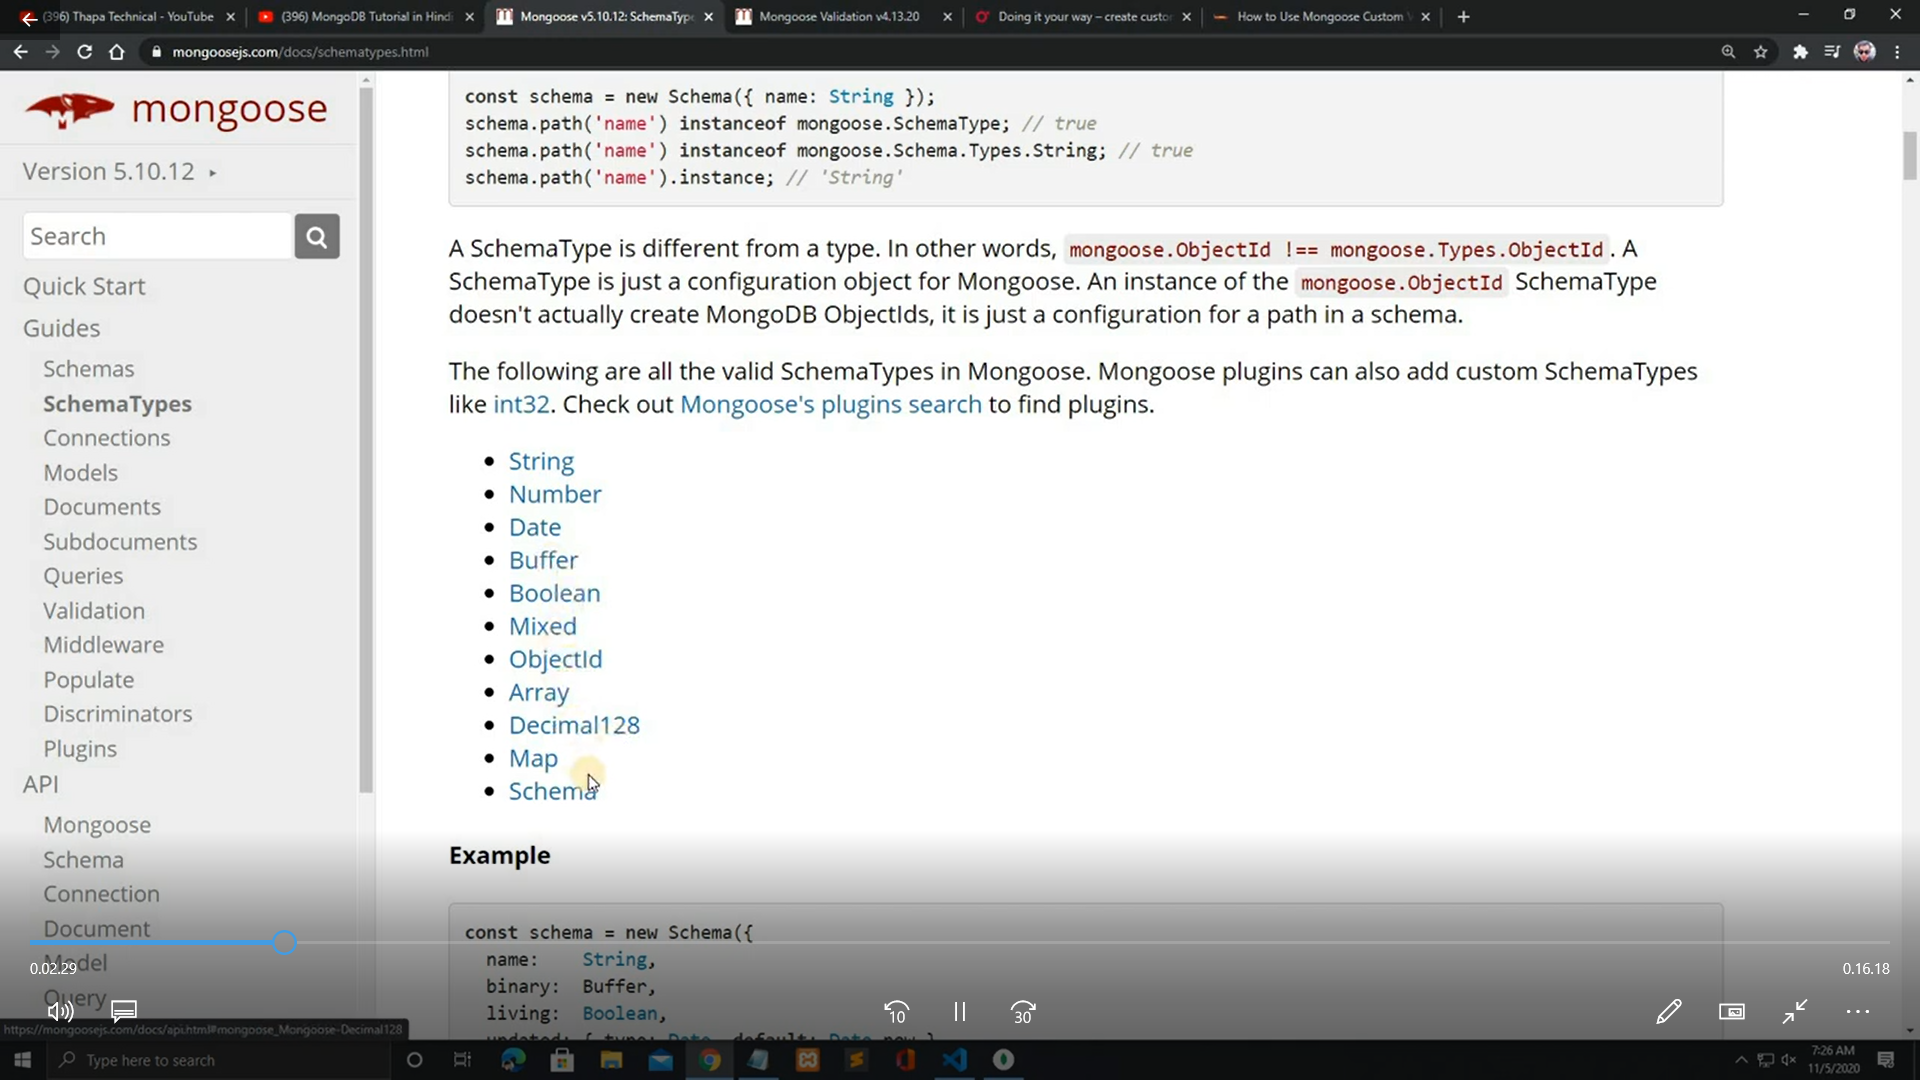 (396) Thapa Technical - YouTube
(396) MongoDB Tutorial in Hindi
Mongoose v5.10.12: SchemaType
Mongoose Validation v4.13.20
Doing it your way – create custo
How to Use Mongoose Custom V
mongoosejs.com/docs/schematypes.html
mongoose
Version 5.10.12
Search
Quick Start
Guides
Schemas
SchemaTypes
Connections
Models
Documents
Subdocuments
Queries
Validation
Middleware
Populate
Discriminators
Plugins
API
Mongoose
Schema
Connection
Document
Model
Query
const schema = new Schema({ name: String });
schema.path('name') instanceof mongoose.SchemaType; // true
schema.path('name') instanceof mongoose.Schema.Types.String; // true
schema.path('name').instance; // 'String'
A SchemaType is different from a type. In other words, mongoose.ObjectId !== mongoose.Types.ObjectId. A
SchemaType is just a configuration object for Mongoose. An instance of the mongoose.ObjectId SchemaType
doesn't actually create MongoDB ObjectIds, it is just a configuration for a path in a schema.
The following are all the valid SchemaTypes in Mongoose. Mongoose plugins can also add custom SchemaTypes
like int32. Check out Mongoose's plugins search to find plugins.
String
Number
Date
Buffer
Boolean
Mixed
ObjectId
Array
Decimal128
Map
Schema
Example
const schema = new Schema({
name: String,
binary: Buffer,
living: Boolean,
updated: { type: Date, default: Date.now }
0.02.29
0.16.18
10
30
https://mongoosejs.com/docs/api.html#mongoose_Mongoose-Decimal128
Type here to search
7:26 AM
11/5/2020